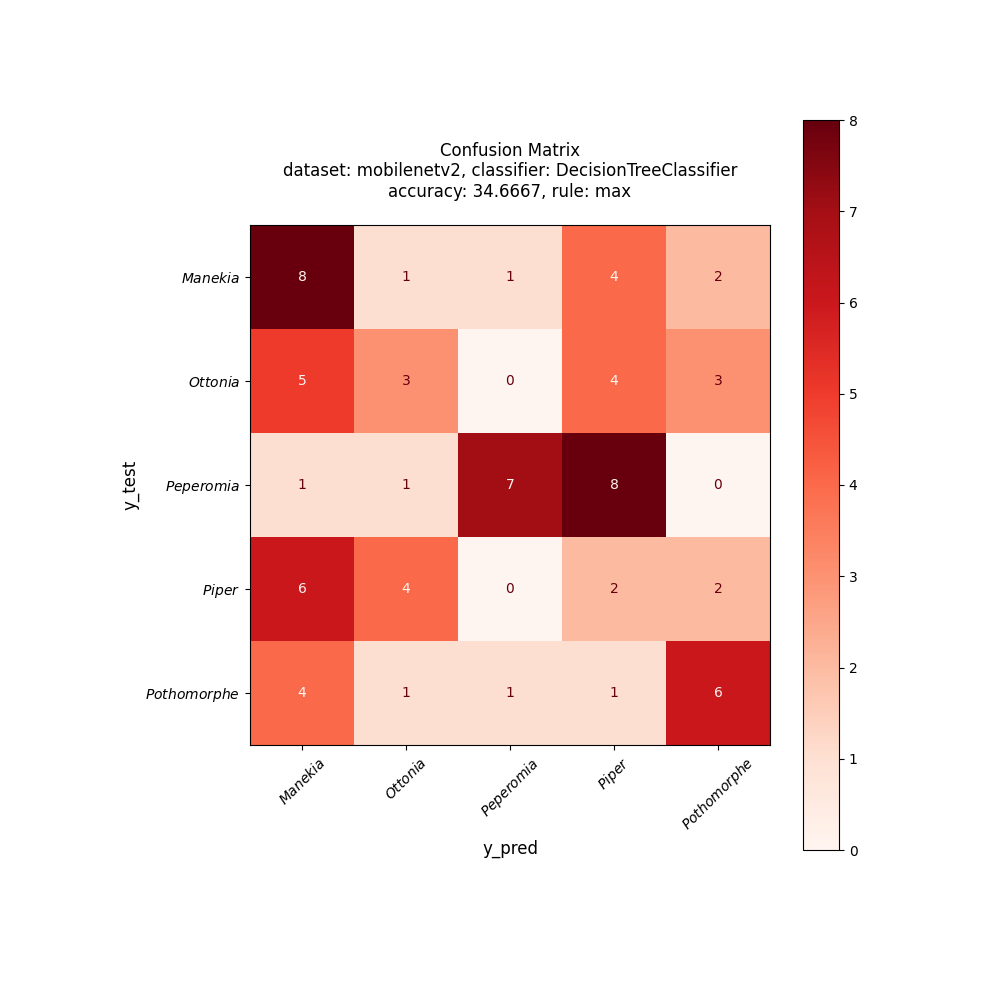 Confusion Matrix
dataset: mobilenetv2, classifier: DecisionTreeClassifier
accuracy: 34.6667, rule: max
y_test
Manekia 8 1 1 4 2
Ottonia 5 3 0 4 3
Peperomia 1 1 7 8 0
Piper 6 4 0 2 2
Pothomorphe 4 1 1 1 6
Manekia Ottonia Peperomia Piper Pothomorphe
y_pred
8
7
6
5
4
3
2
1
0